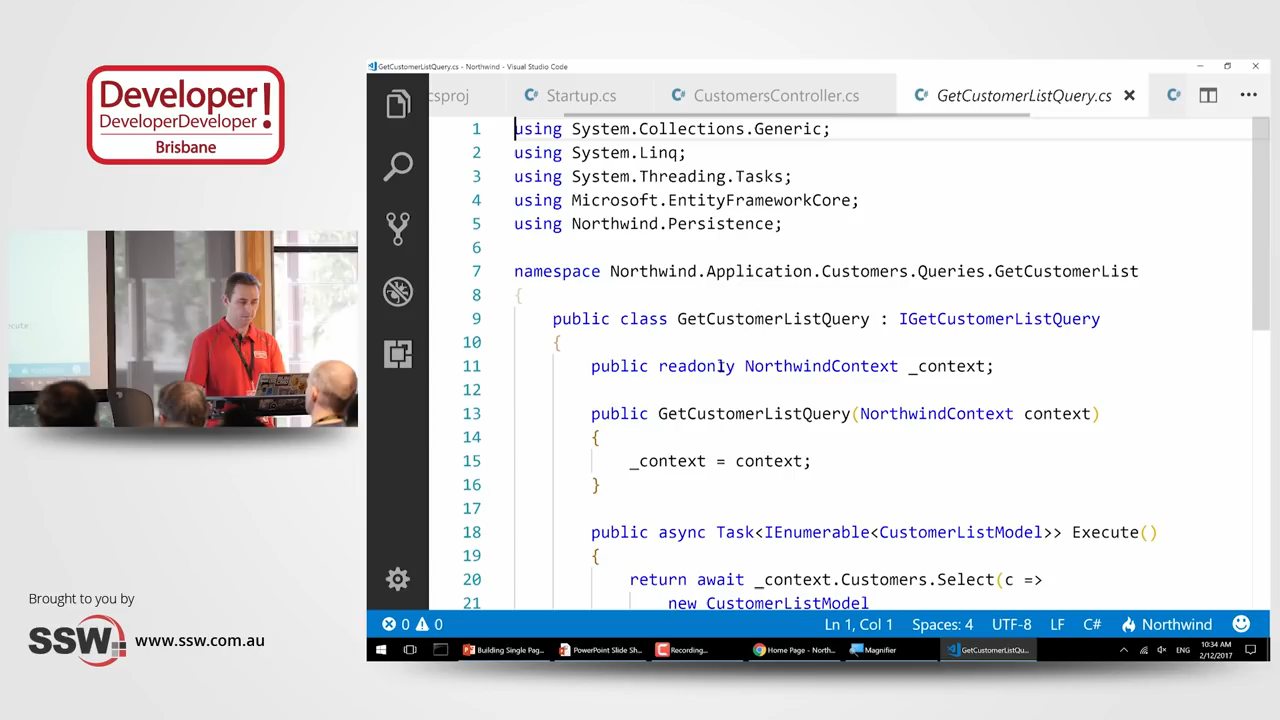 Developer!
DeveloperDeveloper
Brisbane
Brought to you by
SSW
www.ssw.com.au
GetCustomerListQuery.cs - Northwind - Visual Studio Code
csproj
Startup.cs
CustomersController.cs
GetCustomerListQuery.cs
1 using System.Collections.Generic;
2 using System.Linq;
3 using System.Threading.Tasks;
4 using Microsoft.EntityFrameworkCore;
5 using Northwind.Persistence;
6
7 namespace Northwind.Application.Customers.Queries.GetCustomerList
8 {
9 public class GetCustomerListQuery : IGetCustomerListQuery
10 {
11 public readonly NorthwindContext _context;
12
13 public GetCustomerListQuery(NorthwindContext context)
14 {
15 _context = context;
16 }
17
18 public async Task<IEnumerable<CustomerListModel>> Execute()
19 {
20 return await _context.Customers.Select(c =>
21 new CustomerListModel
0 0 Ln 1, Col 1 Spaces: 4 UTF-8 LF C# Northwind
Building Single Pag... PowerPoint Slide Sh... Recording... Home Page - North... Magnifier GetCustomerListQu... ENG 10:34 AM
2/12/2017